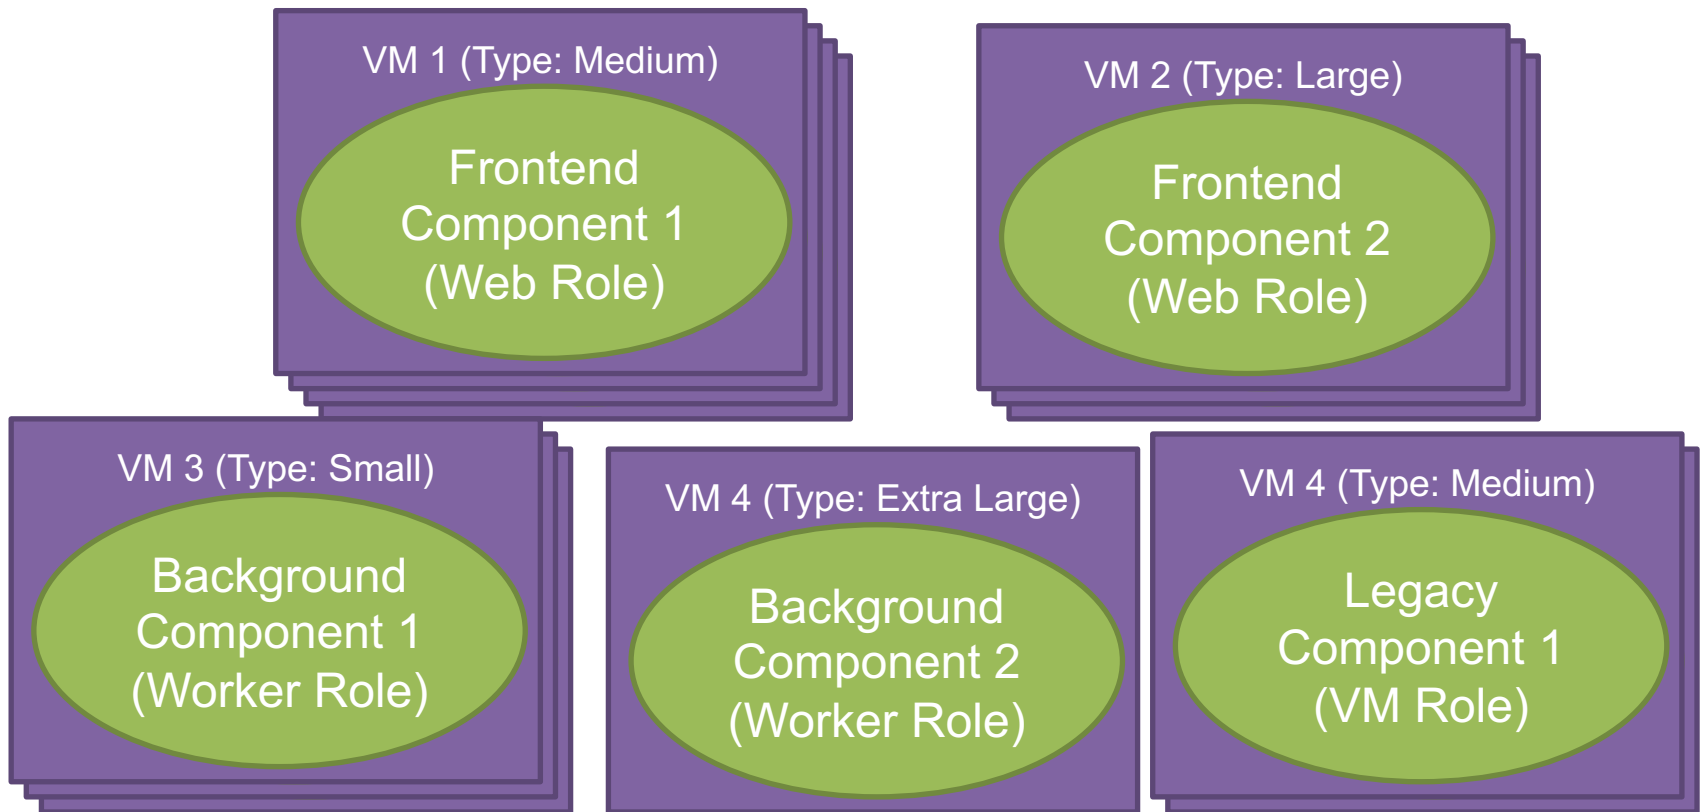 VM 1 (Type: Medium)
Frontend
Component 1
(Web Role)
VM 2 (Type: Large)
Frontend
Component 2
(Web Role)
VM 3 (Type: Small)
Background
Component 1
(Worker Role)
VM 4 (Type: Extra Large)
Background
Component 2
(Worker Role)
VM 4 (Type: Medium)
Legacy
Component 1
(VM Role)